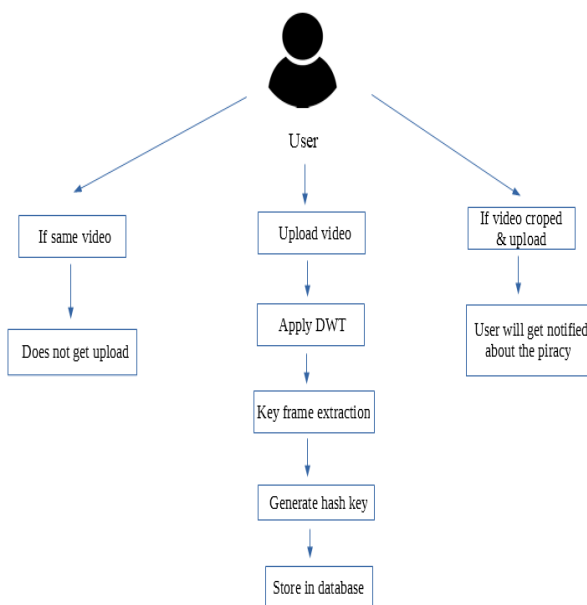 User
If same video
Upload video
If video croped
& upload
Does not get upload
Apply DWT
User will get notified
about the piracy
Key frame extraction
Generate hash key
Store in database